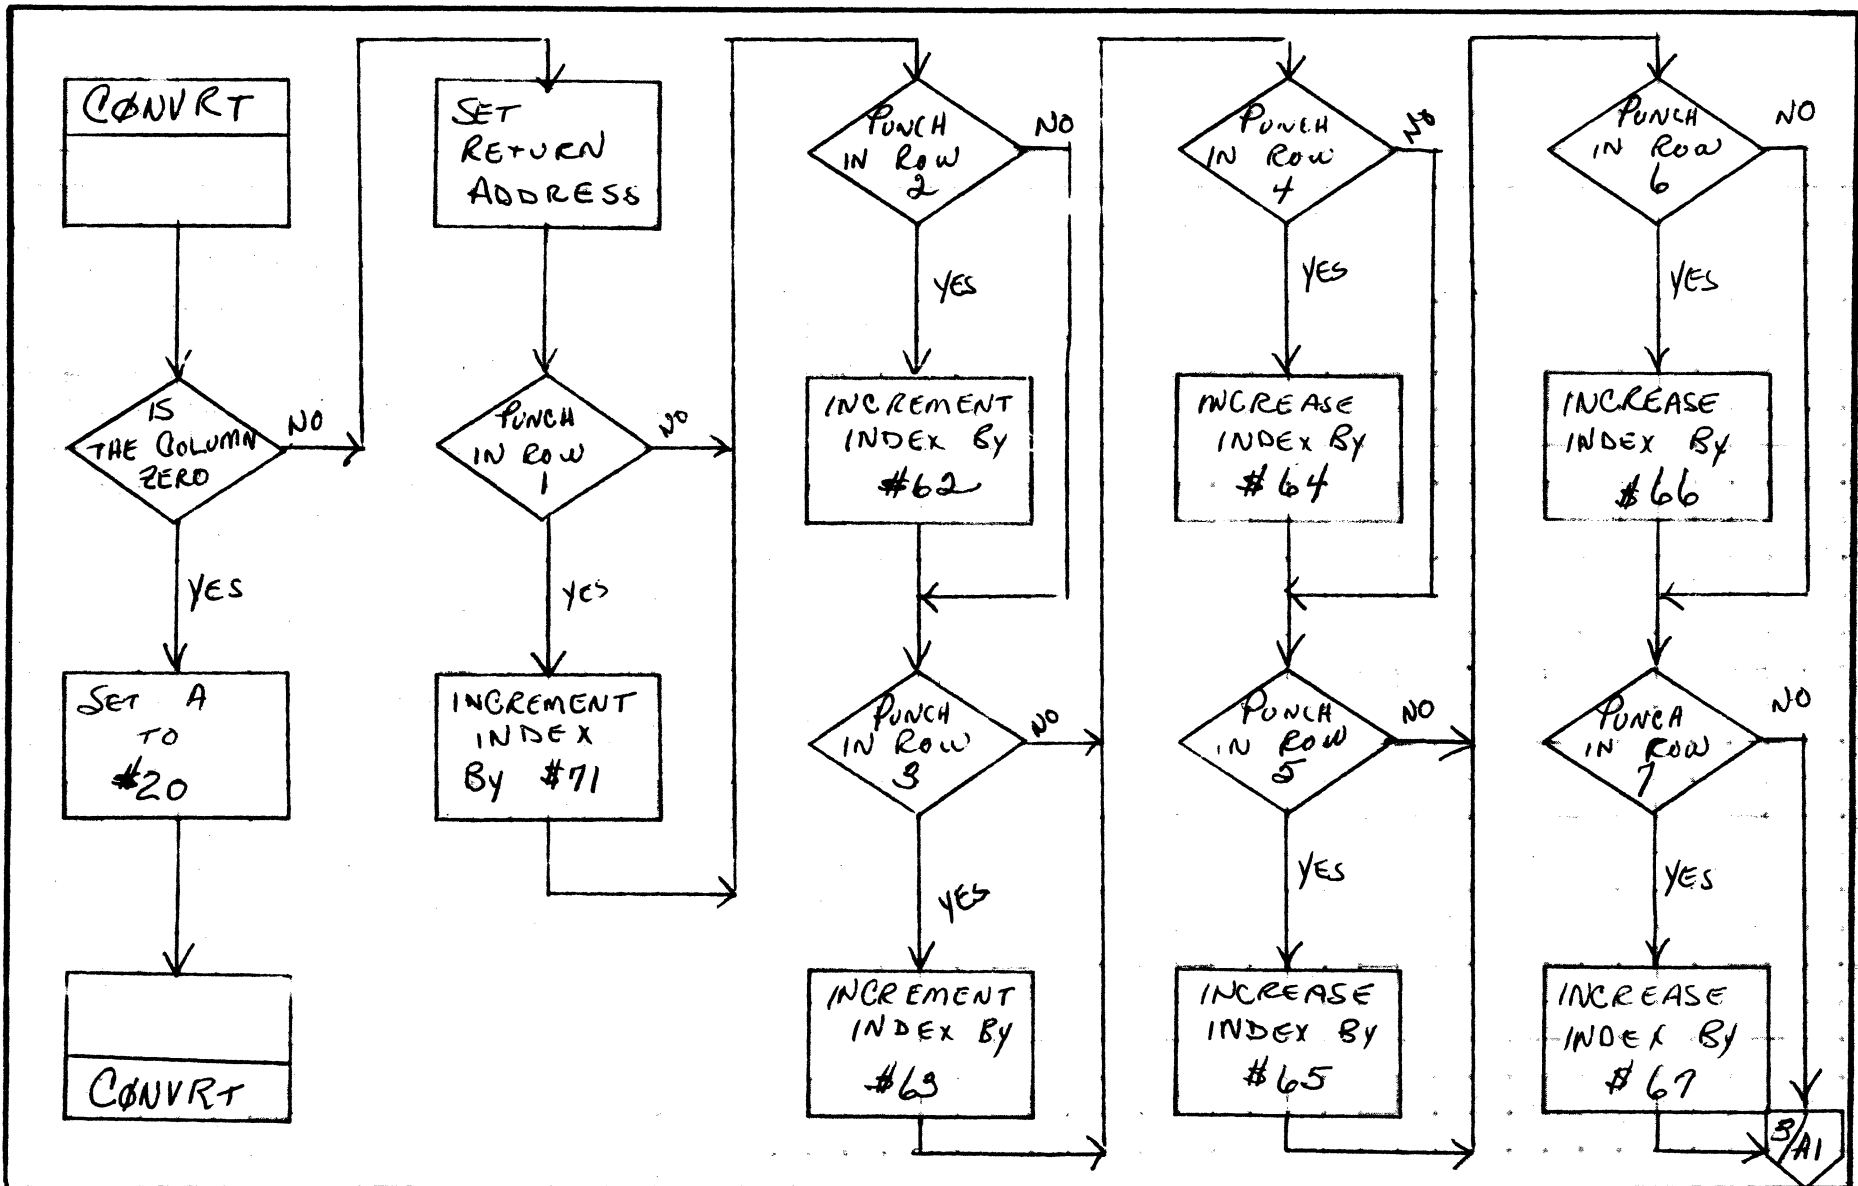 CØNVRT
IS
THE COLUMN
ZERO
NO
YES
SET A
TO
#20
CØNVRT
SET
RETURN
ADDRESS
PUNCH
IN ROW
1
NO
YES
INCREMENT
INDEX
By $71
PUNCH
IN ROW
2
NO
YES
INCREMENT
INDEX By
#62
PUNCH
IN ROW
3
NO
YES
INCREMENT
INDEX By
#63
PUNCH
IN ROW
4
NO
YES
INCREASE
INDEX By
$64
PUNCH
IN ROW
5
NO
YES
INCREASE
INDEX By
#65
PUNCH
IN ROW
6
NO
YES
INCREASE
INDEX By
$66
PUNCH
IN ROW
7
NO
YES
INCREASE
INDEX By
$67
3/A1